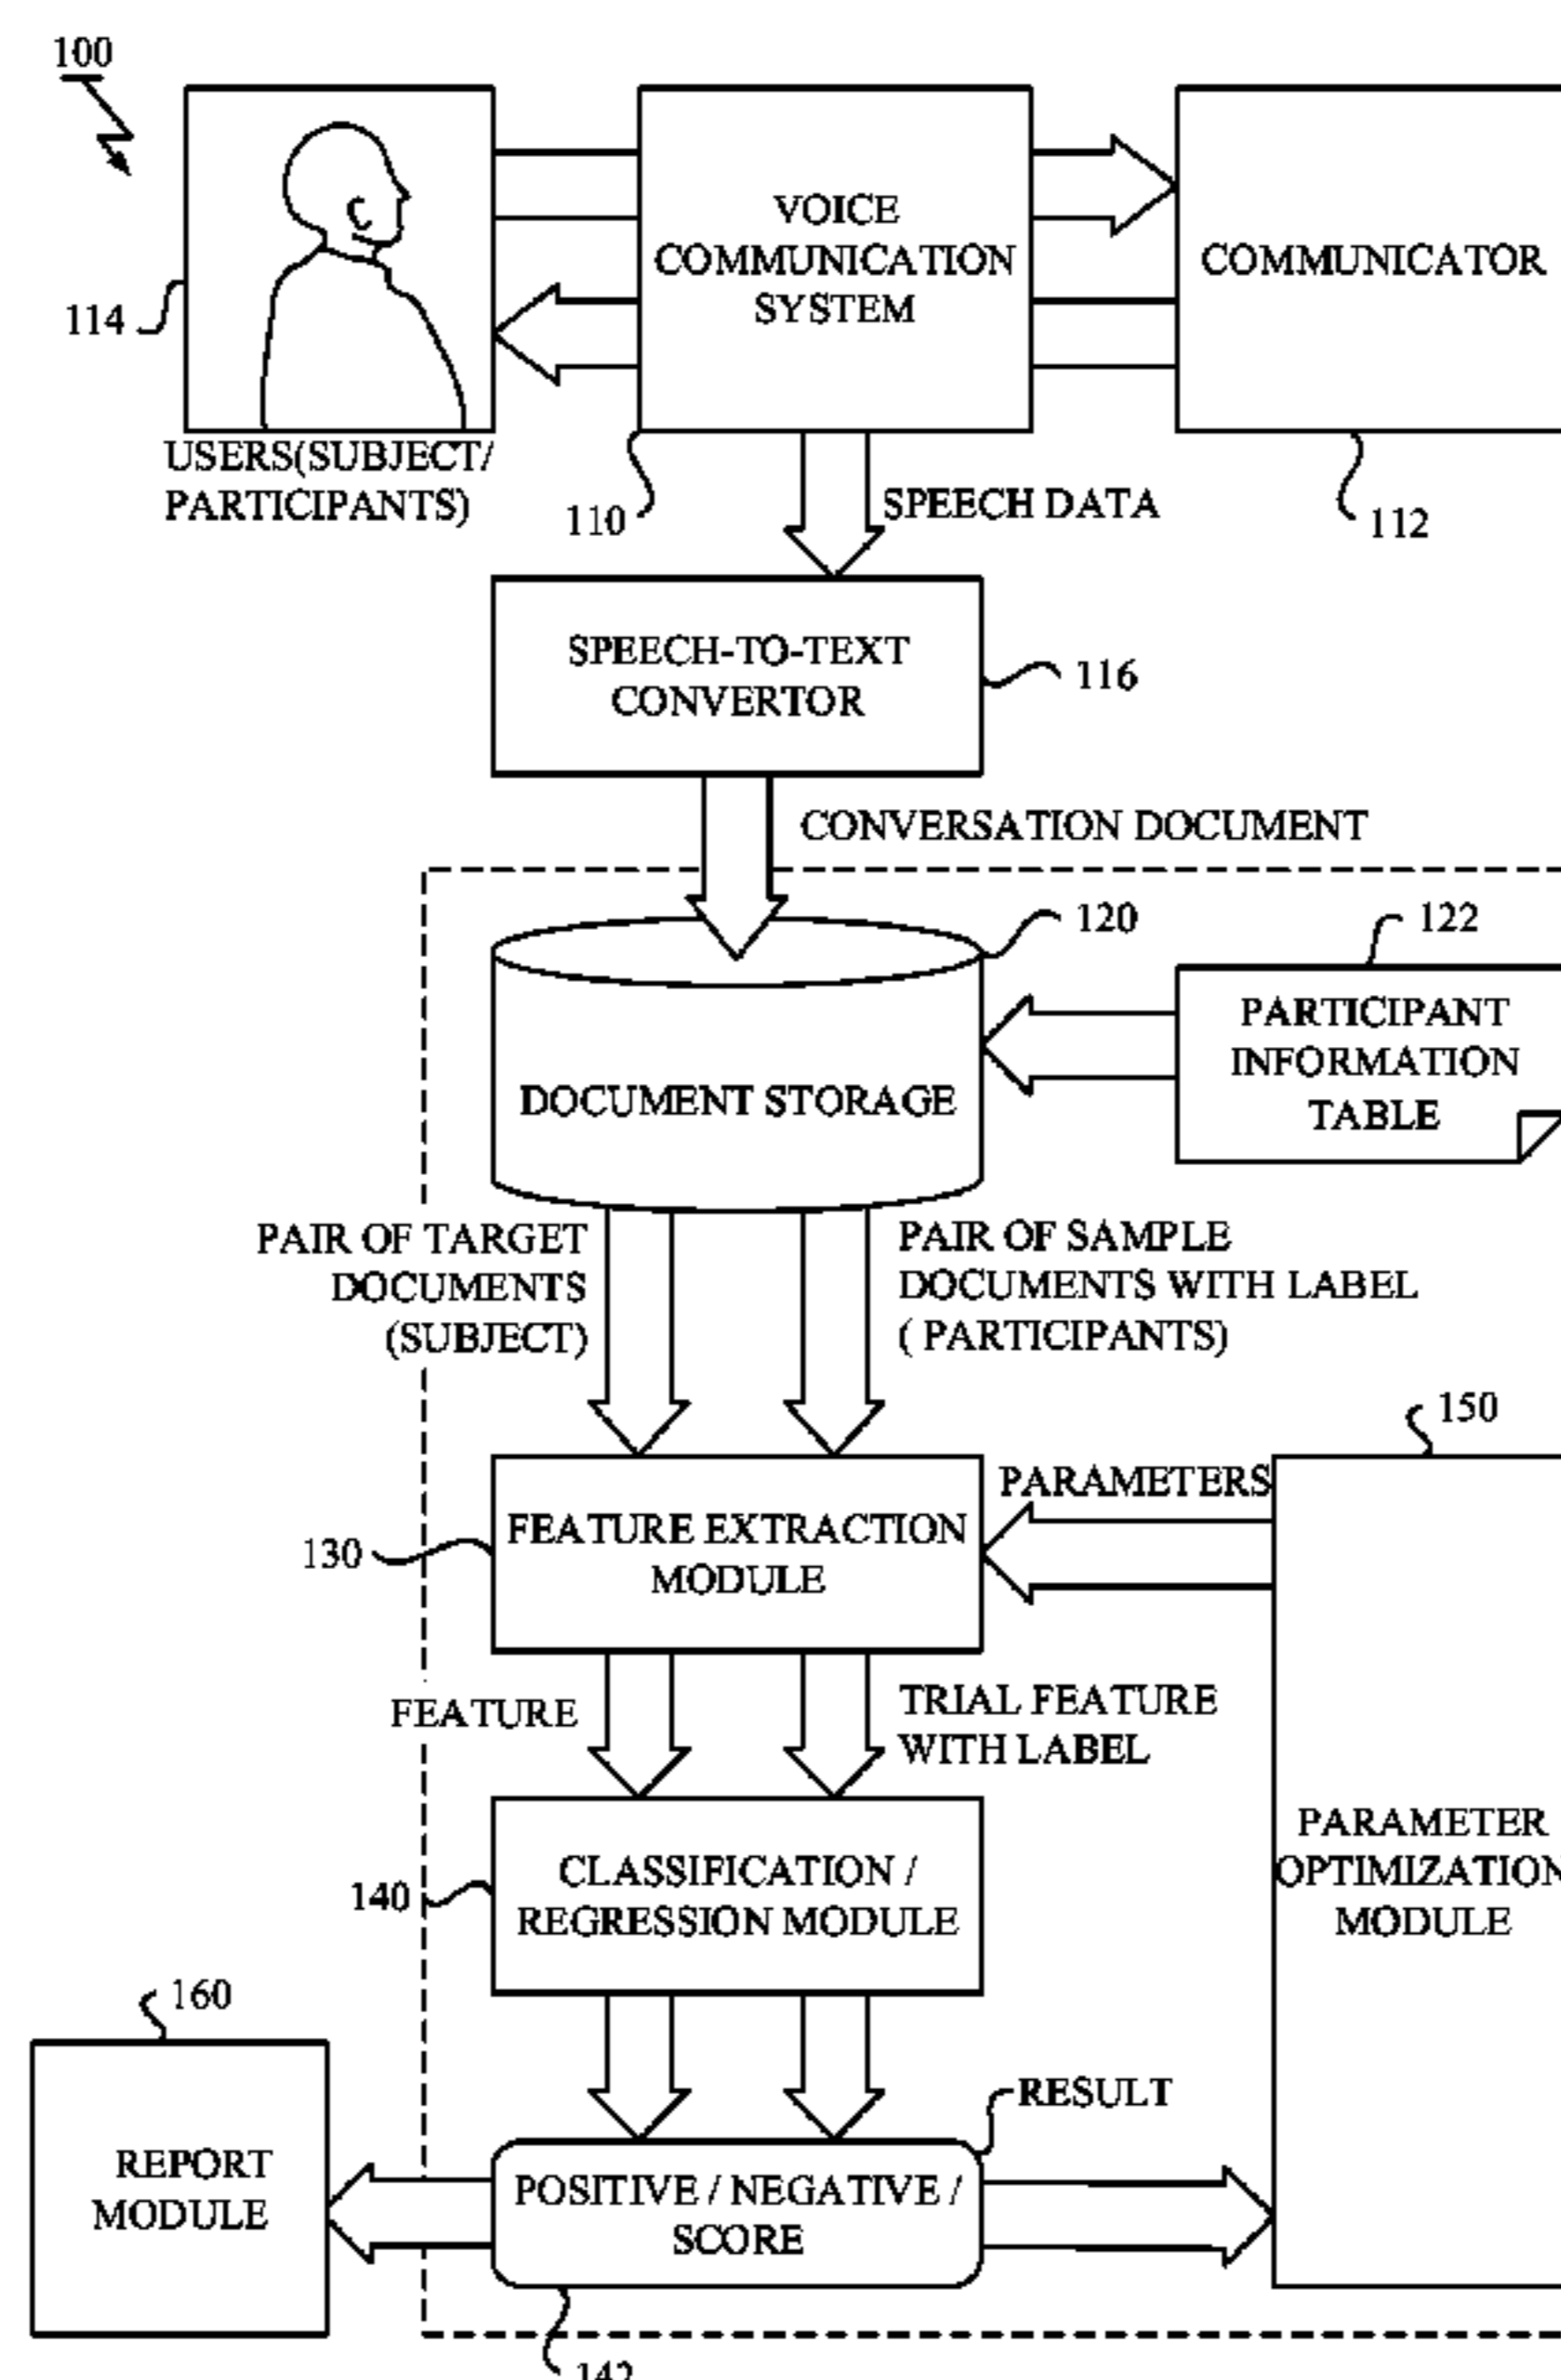 100
VOICE
COMMUNICATION
SYSTEM
COMMUNICATOR
114
USERS(SUBJECT/
PARTICIPANTS)
110
SPEECH DATA
112
SPEECH-TO-TEXT
CONVERTOR
116
CONVERSATION DOCUMENT
120
122
PARTICIPANT
INFORMATION
TABLE
DOCUMENT STORAGE
PAIR OF TARGET
DOCUMENTS
(SUBJECT)
PAIR OF SAMPLE
DOCUMENTS WITH LABEL
( PARTICIPANTS)
150
PARAMETERS
130
FEATURE EXTRACTION
MODULE
FEATURE
TRIAL FEATURE
WITH LABEL
PARAMETER
OPTIMIZATION
MODULE
140
CLASSIFICATION /
REGRESSION MODULE
160
RESULT
REPORT
MODULE
POSITIVE / NEGATIVE /
SCORE
142